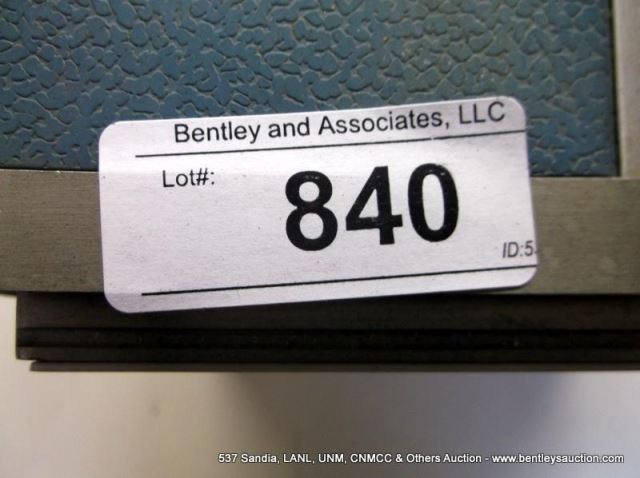 Bentley and Associates, LLC
Lot#:
840
ID:5
537 Sandia, LANL, UNM, CNMCC & Others Auction - www.bentleysauction.com